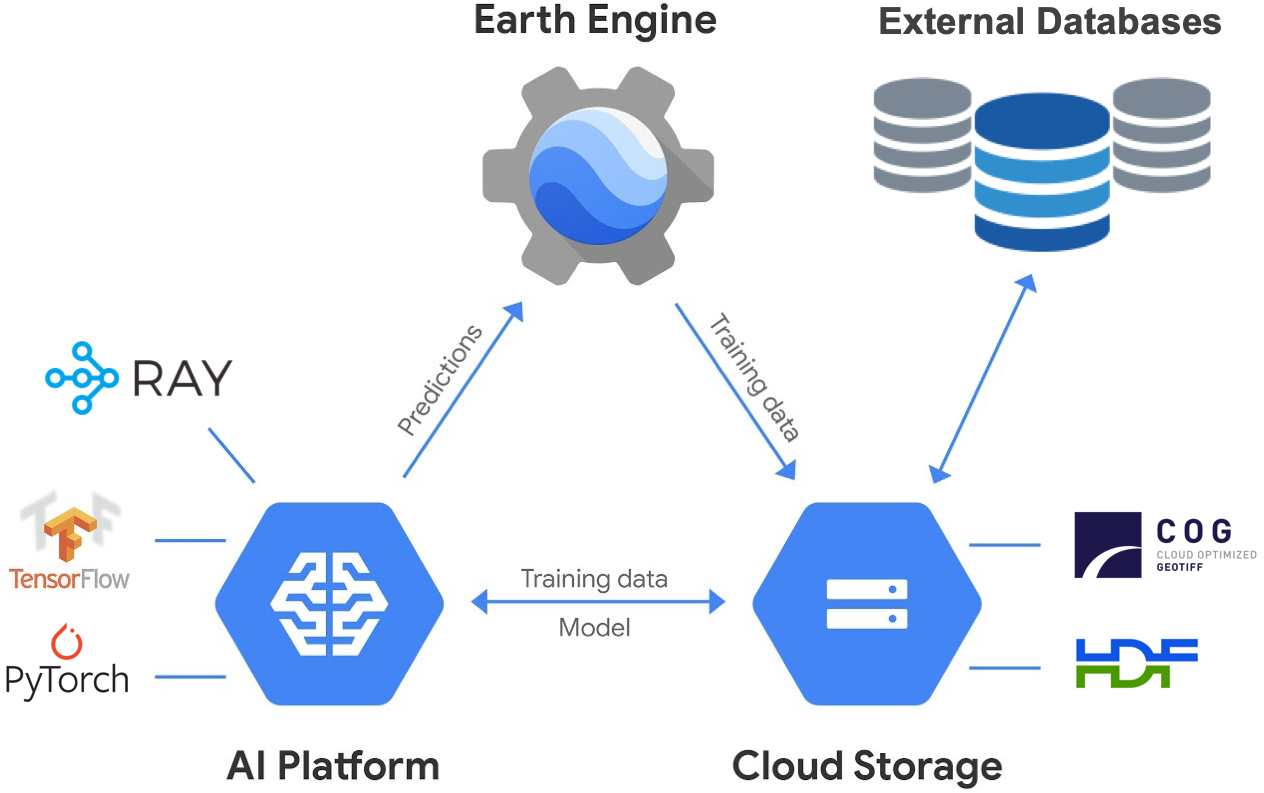 Earth Engine
External Databases
RAY
Predictions
Training data
TensorFlow
PyTorch
Training data
Model
COG
CLOUD OPTIMIZED
GEOTIFF
HDF
AI Platform
Cloud Storage